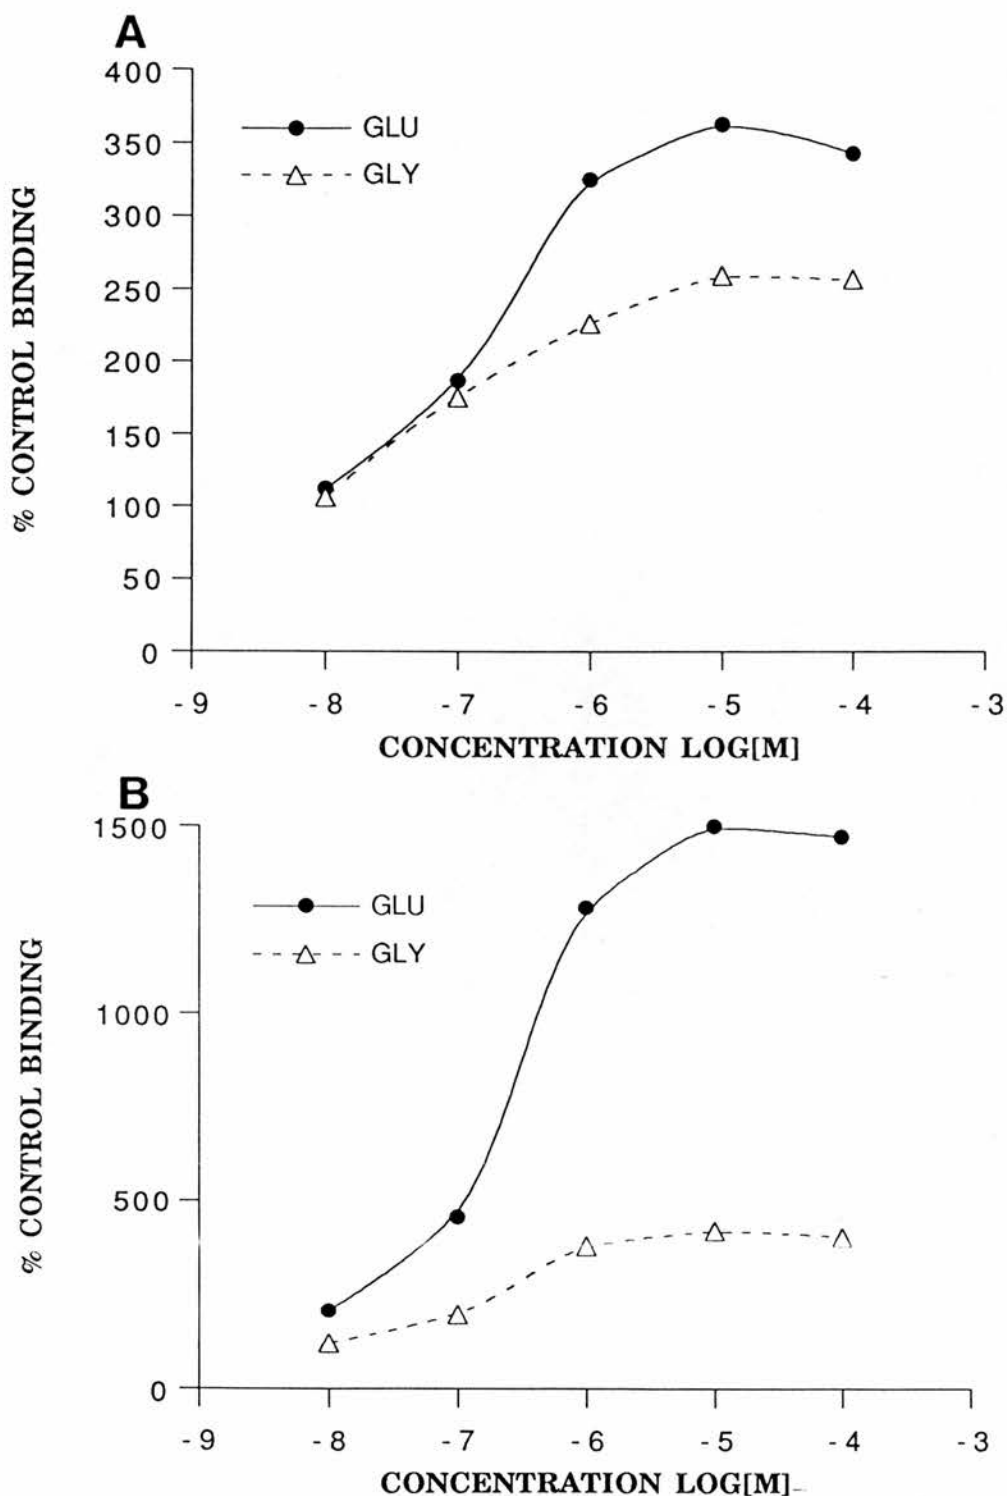 A
400
350
300
250
200
150
100
50
0
% CONTROL BINDING
GLU
GLY
-9 -8 -7 -6 -5 -4 -3
CONCENTRATION LOG[M]
B
1500
1000
500
0
% CONTROL BINDING
GLU
GLY
-9 -8 -7 -6 -5 -4 -3
CONCENTRATION LOG[M]